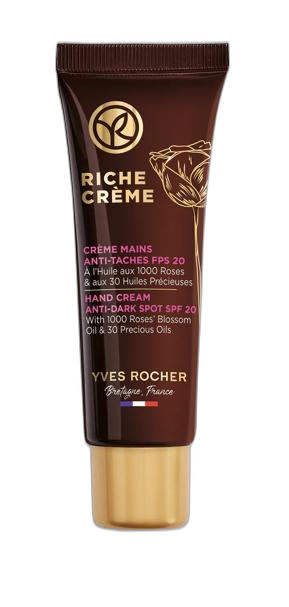 RICHE
CRÈME
CRÈME MAINS
ANTI-TACHES FPS 20
À l'Huile aux 1000 Roses
& aux 30 Huiles Précieuses
HAND CREAM
ANTI-DARK SPOT SPF 20
With 1000 Roses' Blossom
Oil & 30 Precious Oils
YVES ROCHER
Bretagne, France